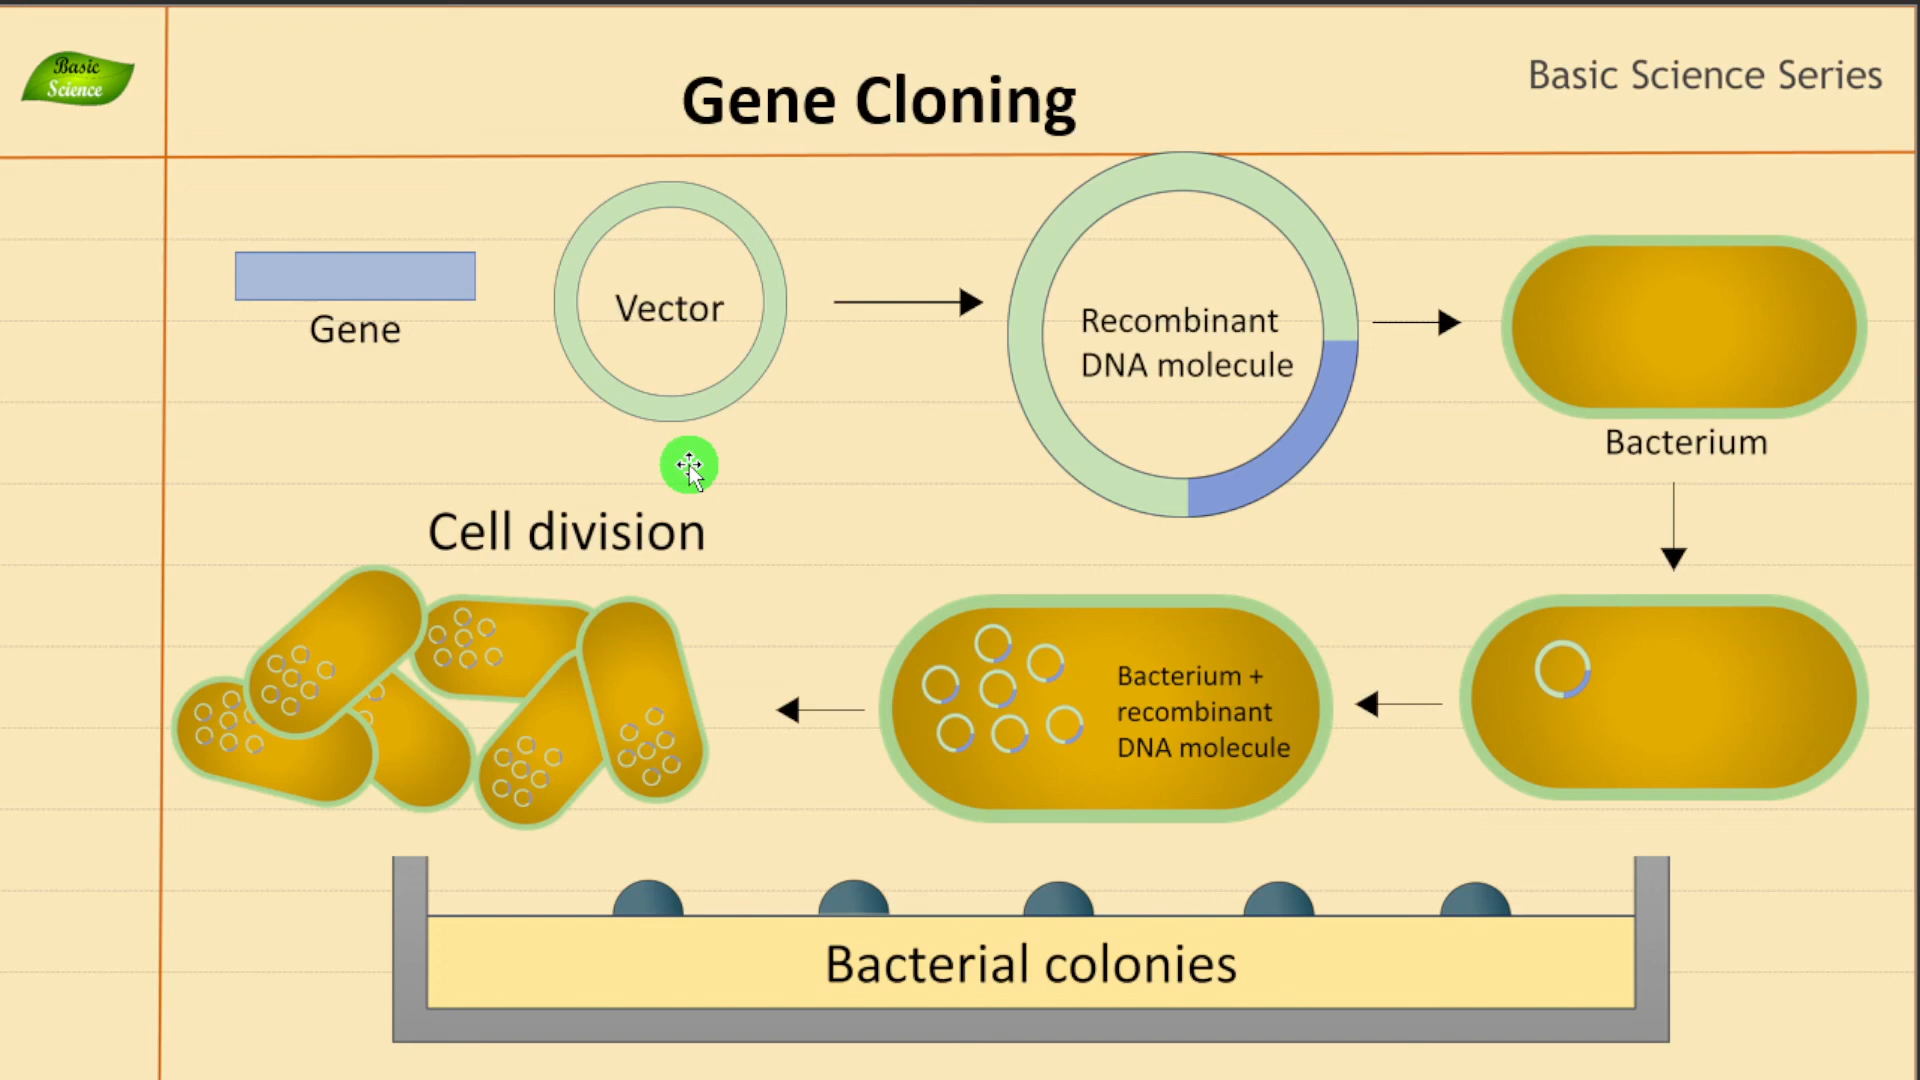 Basic
Science
Gene Cloning
Basic Science Series
Gene
Vector
Recombinant
DNA molecule
Bacterium
Cell division
Bacterium +
recombinant
DNA molecule
Bacterial colonies